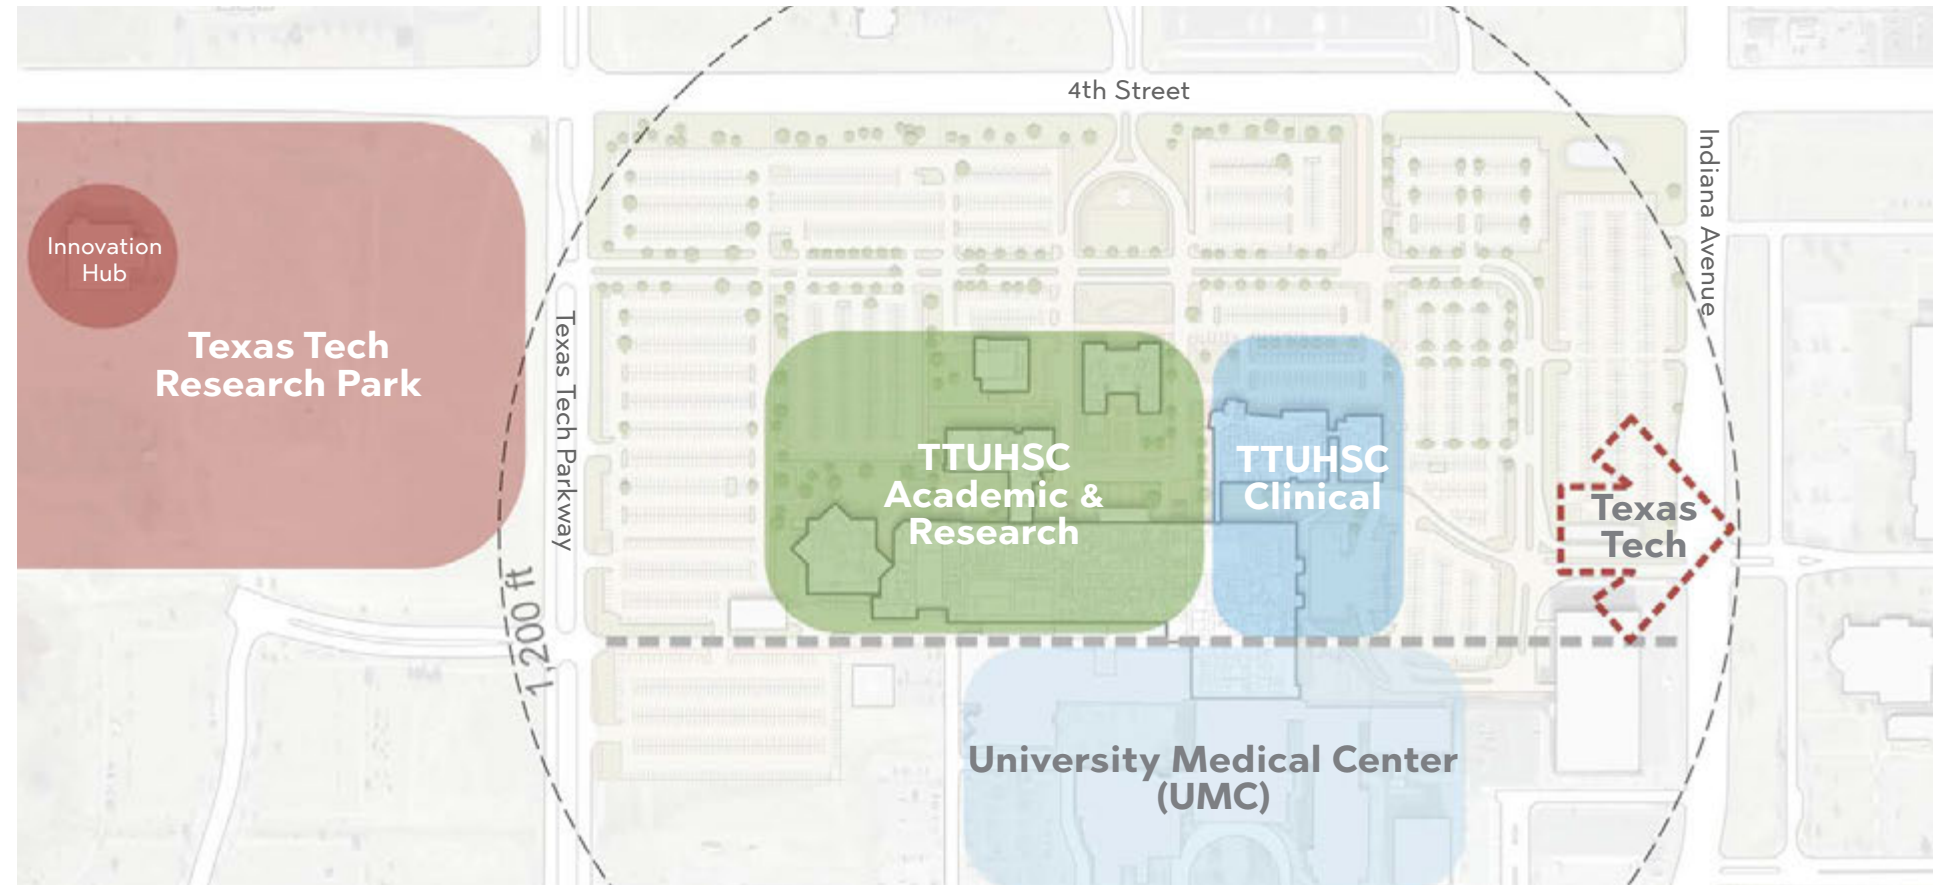 4th Street
Indiana Avenue
Innovation
Hub
Texas Tech
Research Park
Texas Tech Parkway
TTUHSC
Academic &
Research
TTUHSC
Clinical
Texas
Tech
1,200 ft
University Medical Center
(UMC)